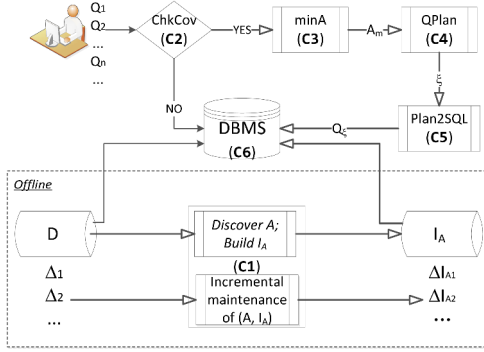 Q1
Q2
...
Qn
...
ChkCov
(C2)
YES
minA
(C3)
Am
QPlan
(C4)
ξ
NO
DBMS
(C6)
Qξ
Plan2SQL
(C5)
Offline
D
Discover A;
Build IA
(C1)
IA
Δ1
Δ2
...
Incremental
maintenance
of (A, IA)
ΔIA1
ΔIA2
...